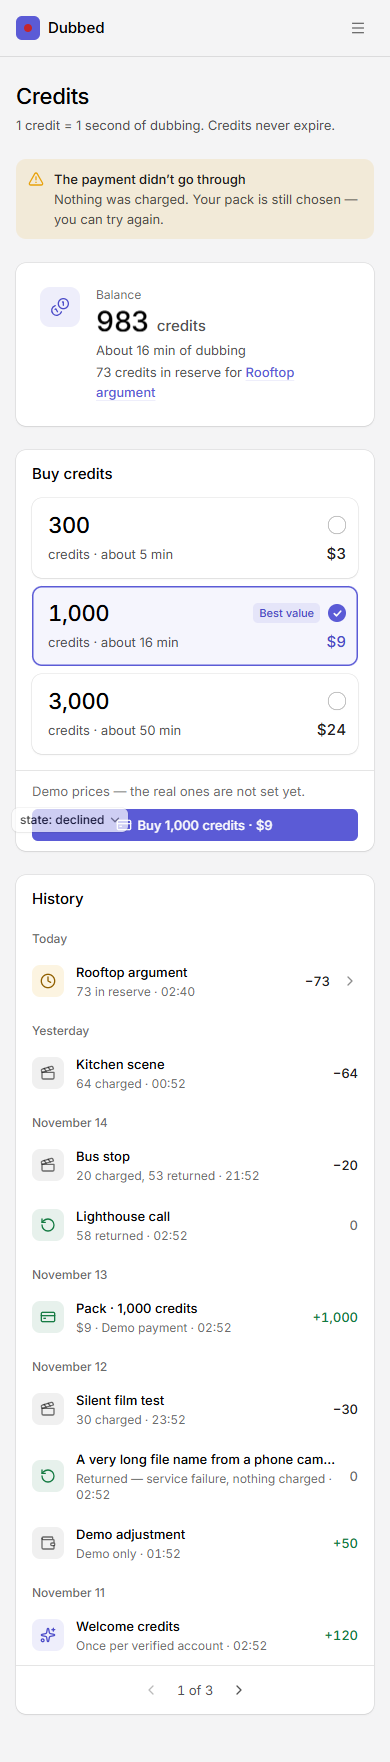 Dubbed
Credits
1 credit = 1 second of dubbing. Credits never expire.
The payment didn’t go through
Nothing was charged. Your pack is still chosen —
you can try again.
Balance
983 credits
About 16 min of dubbing
73 credits in reserve for Rooftop
argument
Buy credits
300
credits · about 5 min
$3
1,000
Best value
credits · about 16 min
$9
3,000
credits · about 50 min
$24
Demo prices — the real ones are not set yet.
state: declined
Buy 1,000 credits · $9
History
Today
Rooftop argument
−73
73 in reserve · 02:40
Yesterday
Kitchen scene
−64
64 charged · 00:52
November 14
Bus stop
−20
20 charged, 53 returned · 21:52
Lighthouse call
0
58 returned · 02:52
November 13
Pack · 1,000 credits
+1,000
$9 · Demo payment · 02:52
November 12
Silent film test
−30
30 charged · 23:52
A very long file name from a phone cam...
0
Returned — service failure, nothing charged ·
02:52
Demo adjustment
+50
Demo only · 01:52
November 11
Welcome credits
+120
Once per verified account · 02:52
1 of 3